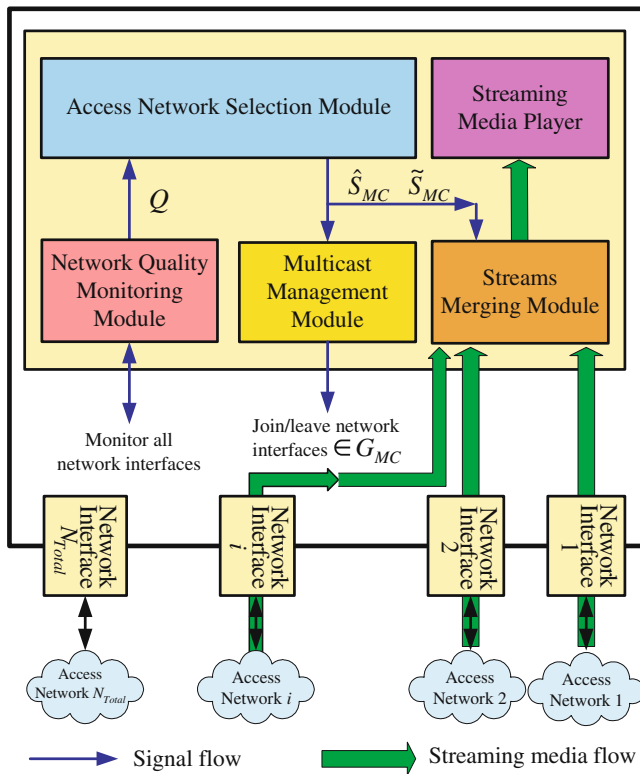 Access Network Selection Module
Streaming
Media Player
Q
Ŝ_MC
S̃_MC
Network Quality
Monitoring
Module
Multicast
Management
Module
Streams
Merging Module
Monitor all
network interfaces
Join/leave network
interfaces ∈ G_MC
Network
Interface
N_Total
Network
Interface
i
Network
Interface
2
Network
Interface
1
Access
Network N_Total
Access
Network i
Access
Network 2
Access
Network 1
Signal flow
Streaming media flow